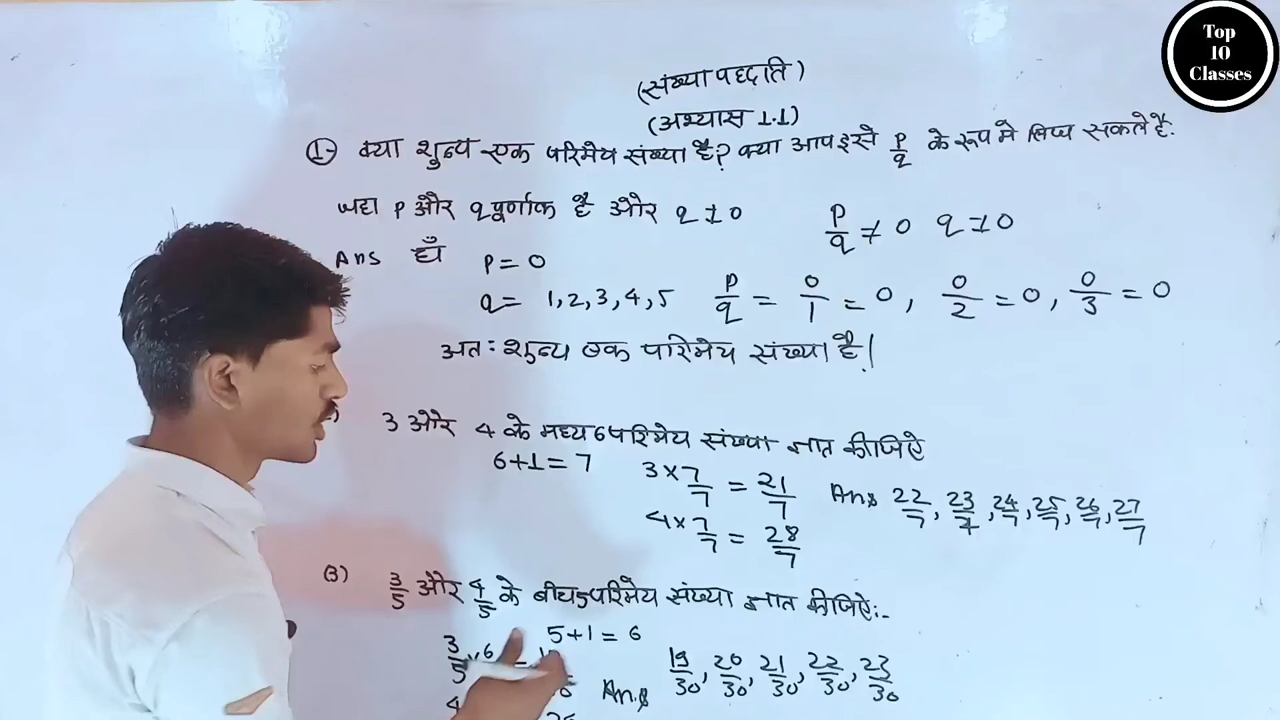 Top
10
Classes
(संख्या पद्धति)
(अभ्यास 1.1)
1- क्या शुन्य एक परिमेय संख्या है? क्या आप इसे p/q के रूप मे लिख सकते है.
जहा p और q पूर्णाक है और q ≠ 0 p/q ≠ 0 q ≠ 0
Ans हाँ p = 0
q = 1, 2, 3, 4, 5 p/q = 0/1 = 0, 0/2 = 0, 0/3 = 0
अतः शुन्य एक परिमेय संख्या है।
3 और 4 के मध्य 6 परिमेय संख्या ज्ञात कीजिऐ
6+1 = 7 3 × 7/7 = 21/7 Ans 22/7, 23/7, 24/7, 25/7, 26/7, 27/7
4 × 7/7 = 28/7
(3) 3/5 और 4/5 के बीच 5 परिमेय संख्या ज्ञात कीजिऐ:-
5+1 = 6
3/5 × 6 = Ans 19/30, 20/30, 21/30, 22/30, 23/30
4